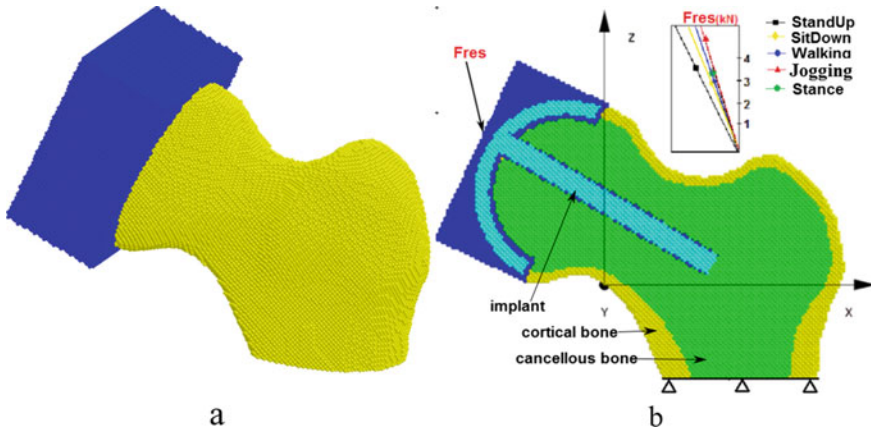 Fres(kN)
StandUp
SitDown
Walking
Jogging
Stance
4
3
2
1
Z
Fres
implant
Y
X
cortical bone
cancellous bone
a
b